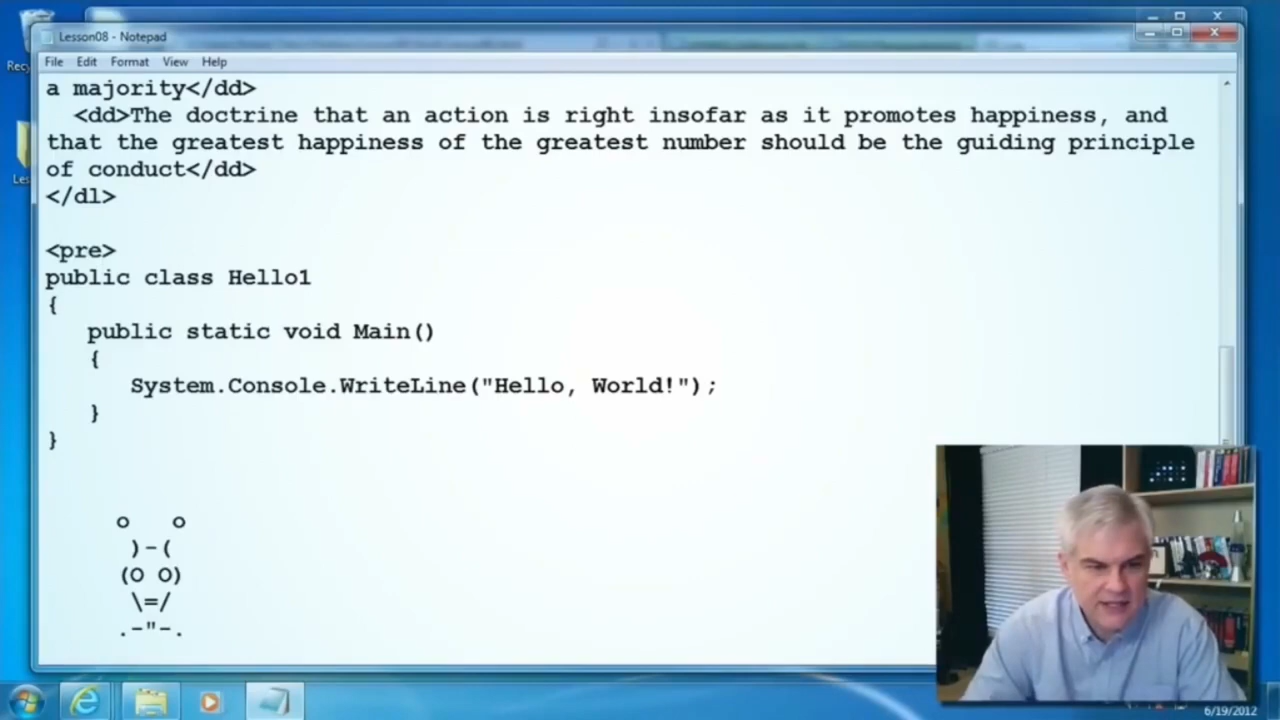 Lesson08 - Notepad
Recy
File Edit Format View Help
a majority</dd>
<dd>The doctrine that an action is right insofar as it promotes happiness, and
that the greatest happiness of the greatest number should be the guiding principle
of conduct</dd>
</dl>
Les
<pre>
public class Hello1
{
public static void Main()
{
System.Console.WriteLine("Hello, World!");
}
}
o   o
)-(
(O O)
\=/
.-"-.
6/19/2012